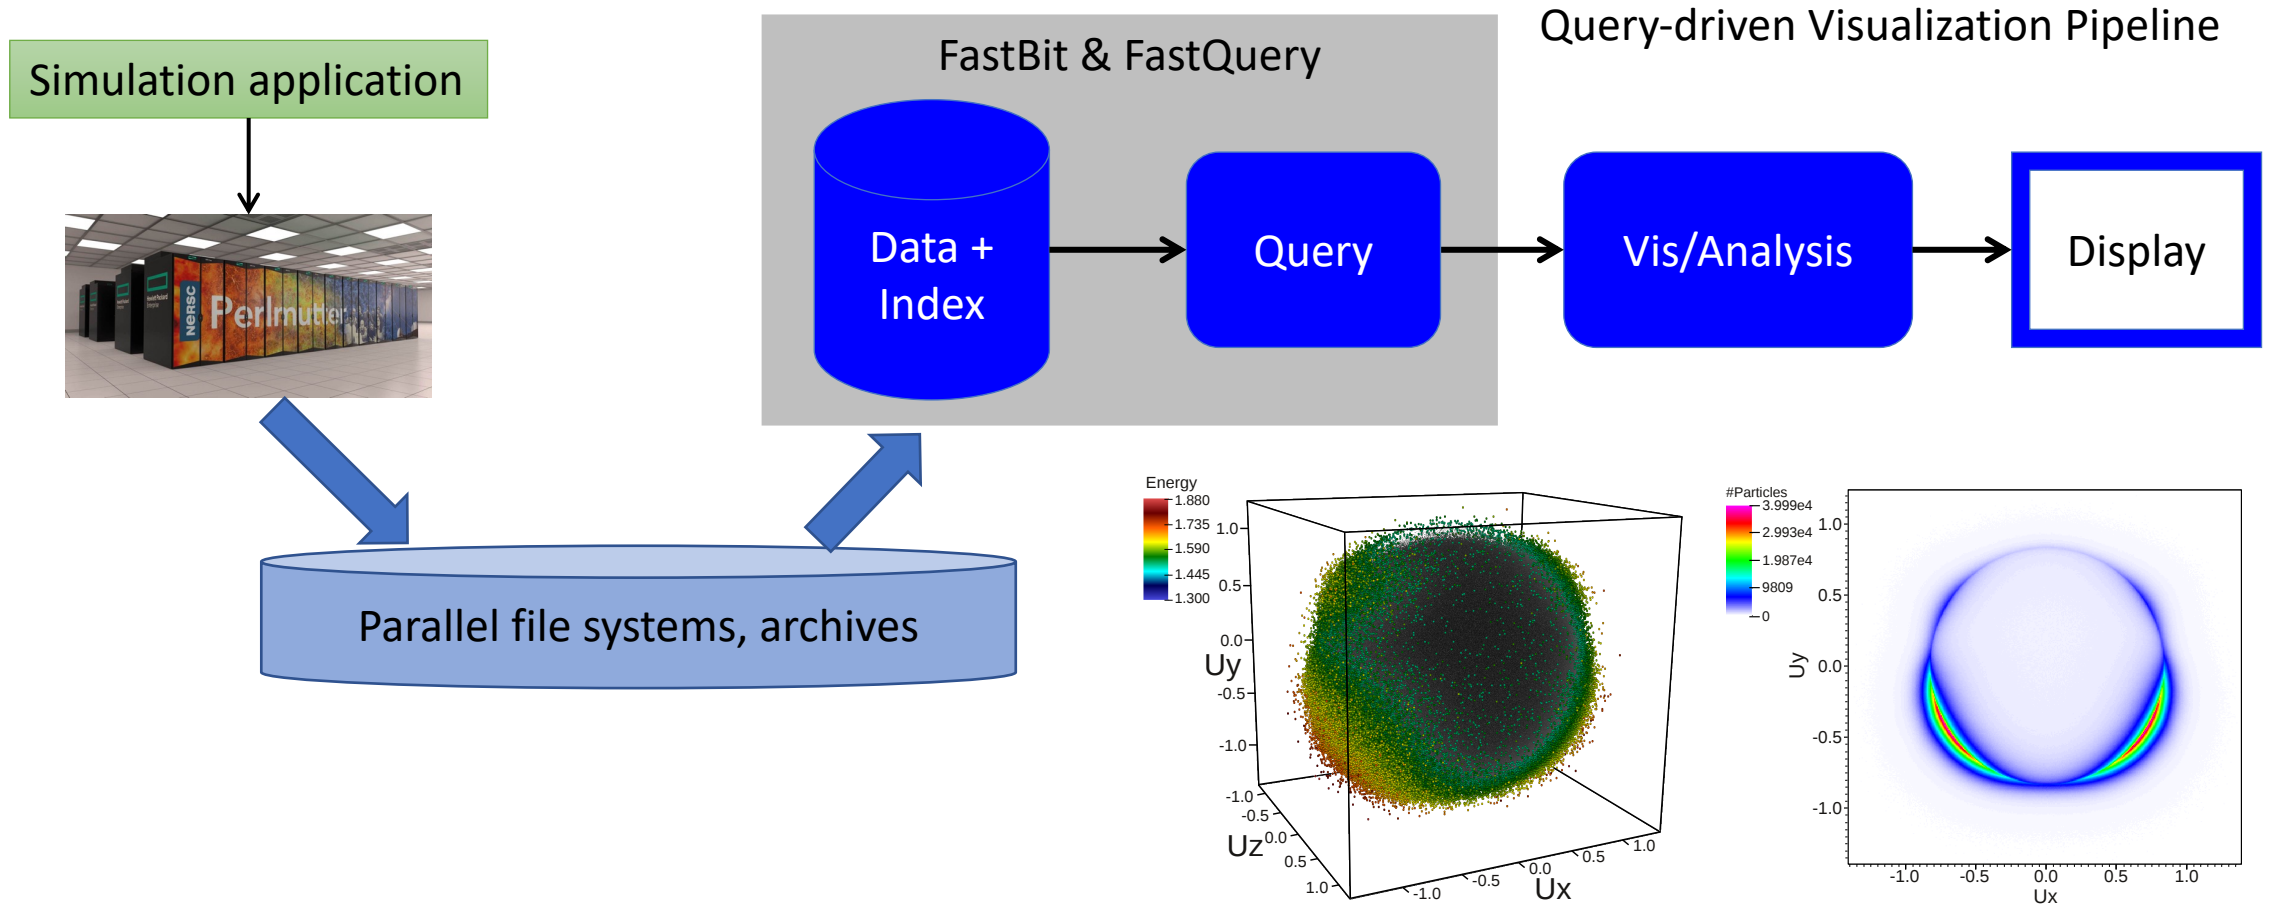 Query-driven Visualization Pipeline
Simulation application
FastBit & FastQuery
Data +
Index
Query
Vis/Analysis
Display
NERSC
Perlmutter
Parallel file systems, archives
Energy
1.880
1.735
1.590
1.445
1.300
1.0
0.5
0.0
-0.5
-1.0
Uy
-1.0
-0.5
0.0
0.5
1.0
Uz
-1.0
-0.5
0.0
0.5
1.0
Ux
#Particles
3.999e4
2.993e4
1.987e4
9809
0
1.0
0.5
0.0
-0.5
-1.0
Uy
-1.0
-0.5
0.0
0.5
1.0
Ux